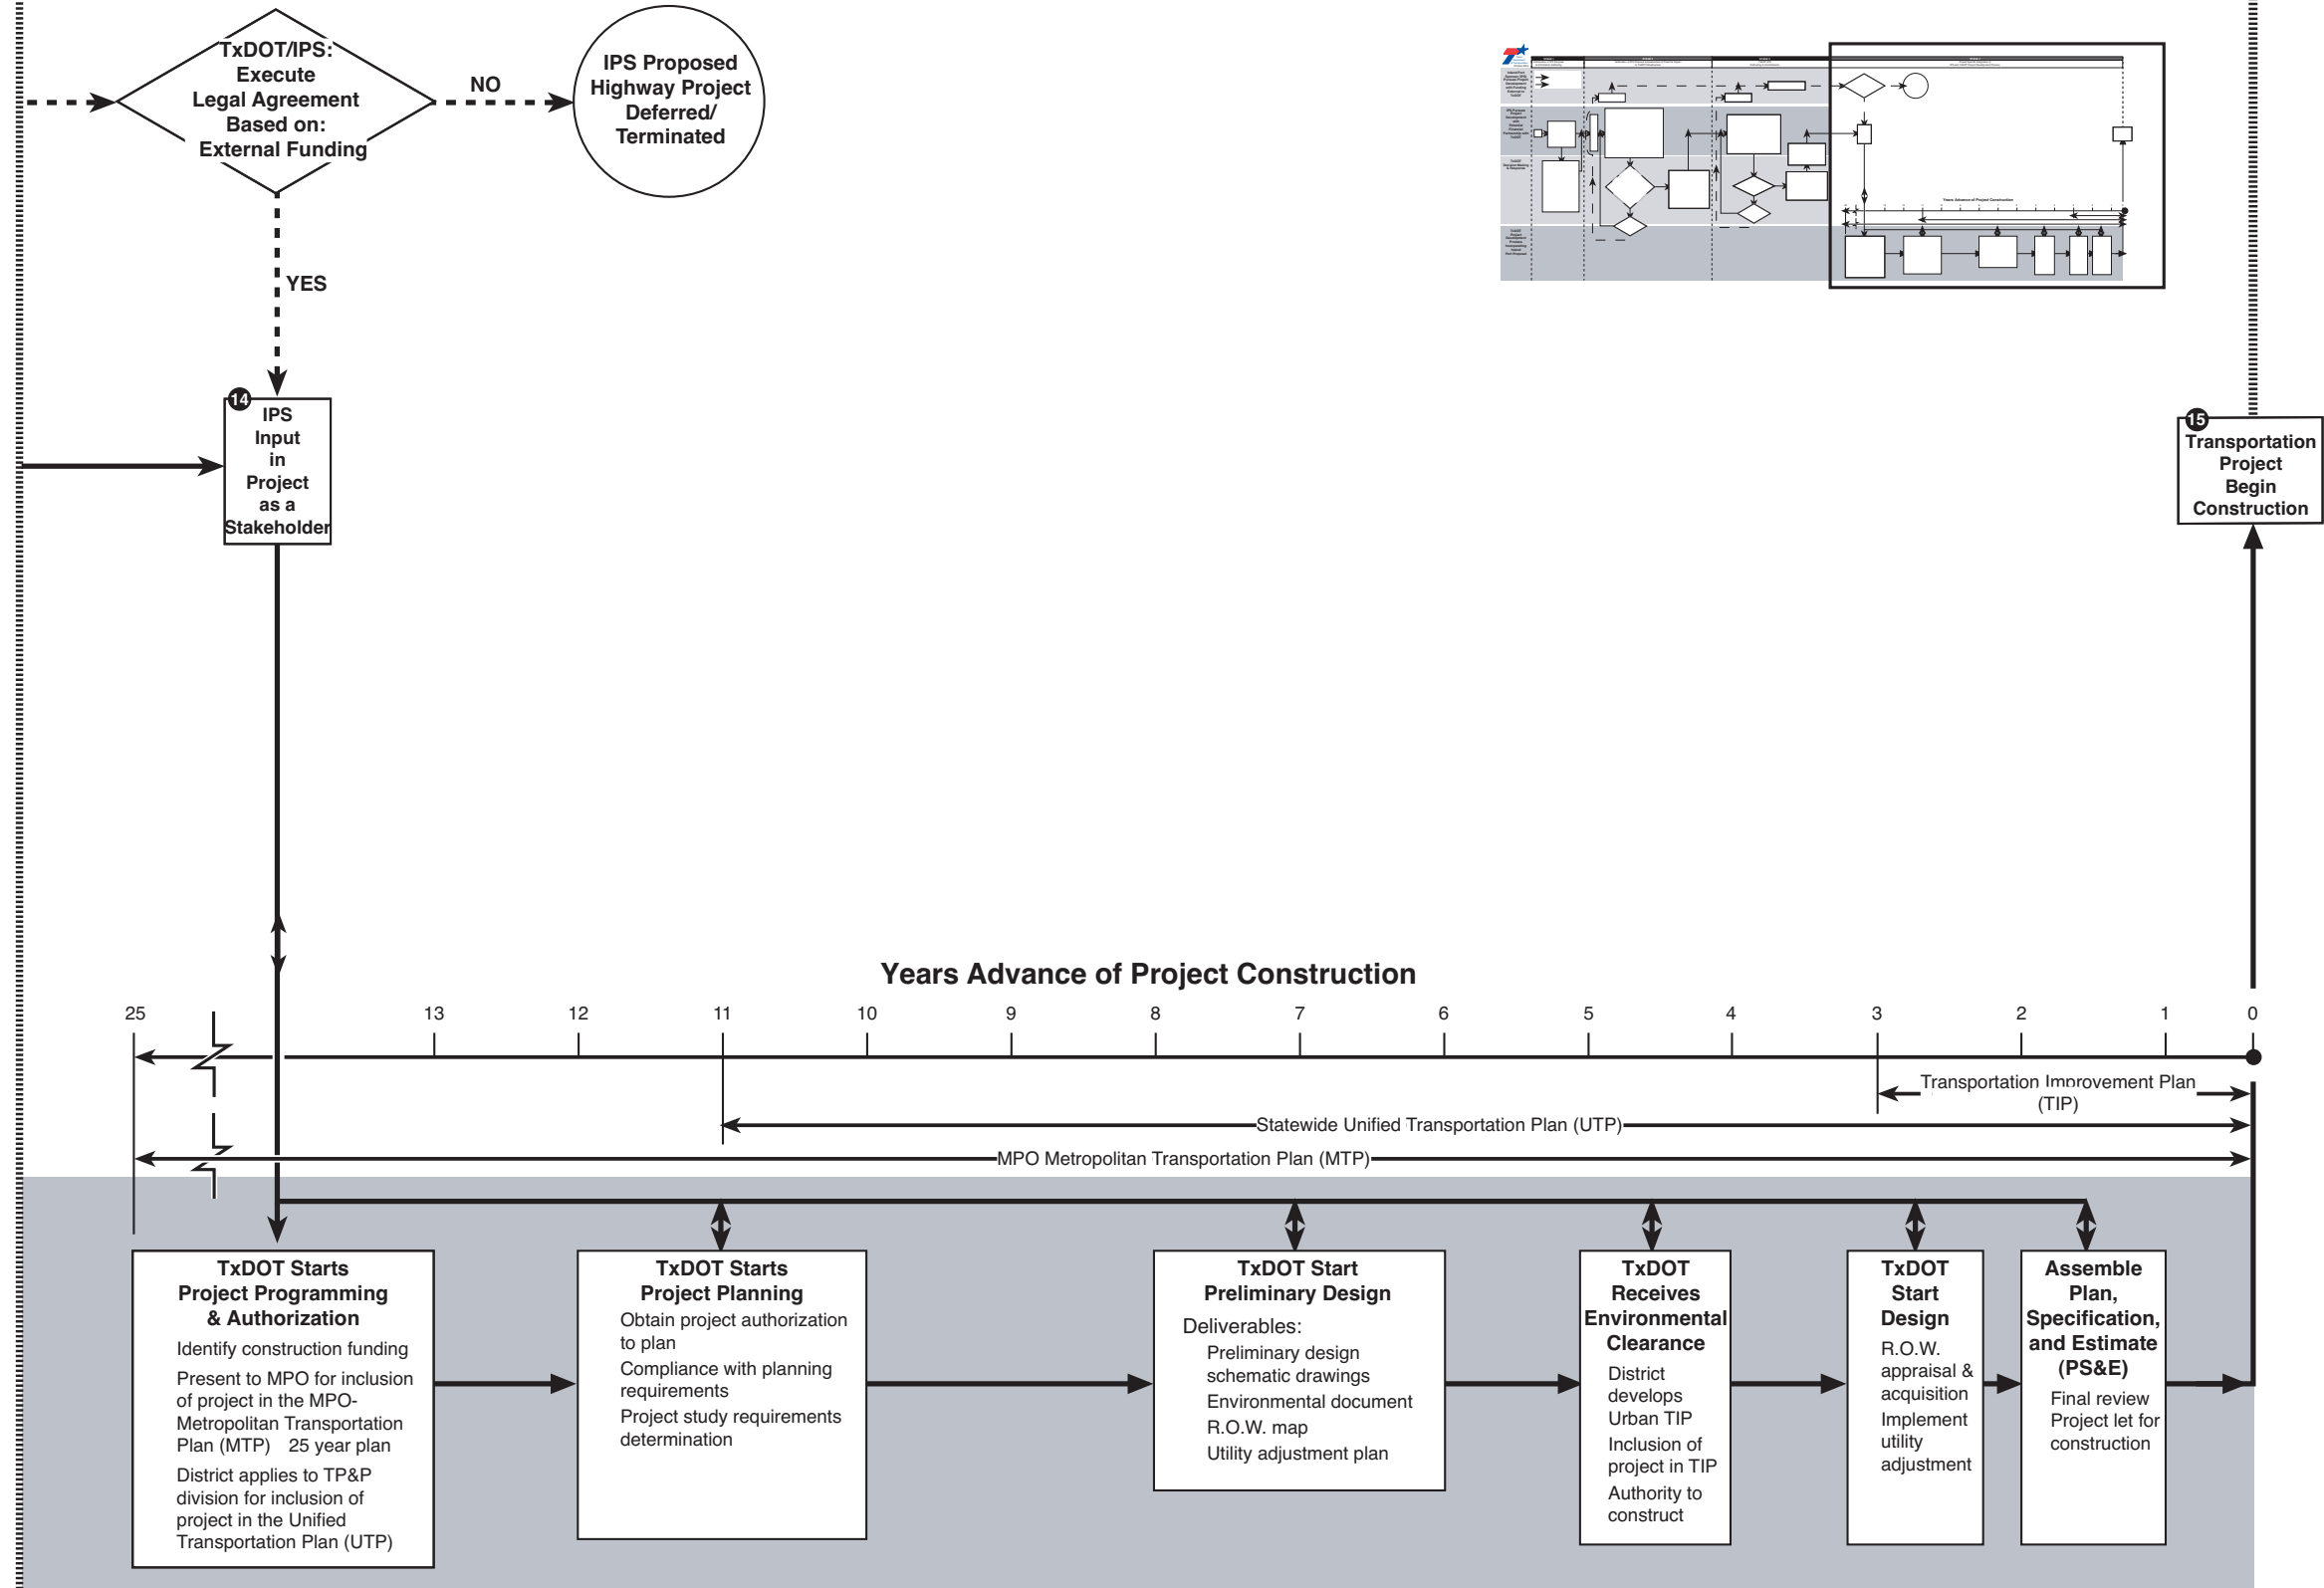 TxDOT/IPS:
Execute
Legal Agreement
Based on:
External Funding
NO
IPS Proposed
Highway Project
Deferred/
Terminated
YES
14
IPS
Input
in
Project
as a
Stakeholder
15
Transportation
Project
Begin
Construction
Years Advance of Project Construction
Years Advance of Project Construction
25 13 12 11 10 9 8 7 6 5 4 3 2 1 0
Transportation Improvement Plan
(TIP)
Statewide Unified Transportation Plan (UTP)
MPO Metropolitan Transportation Plan (MTP)
TxDOT Starts
Project Programming
& Authorization
Identify construction funding
Present to MPO for inclusion
of project in the MPO-
Metropolitan Transportation
Plan (MTP) 25 year plan
District applies to TP&P
division for inclusion of
project in the Unified
Transportation Plan (UTP)
TxDOT Starts
Project Planning
Obtain project authorization
to plan
Compliance with planning
requirements
Project study requirements
determination
TxDOT Start
Preliminary Design
Deliverables:
Preliminary design
schematic drawings
Environmental document
R.O.W. map
Utility adjustment plan
TxDOT
Receives
Environmental
Clearance
District
develops
Urban TIP
Inclusion of
project in TIP
Authority to
construct
TxDOT
Start
Design
R.O.W.
appraisal &
acquisition
Implement
utility
adjustment
Assemble
Plan,
Specification,
and Estimate
(PS&E)
Final review
Project let for
construction